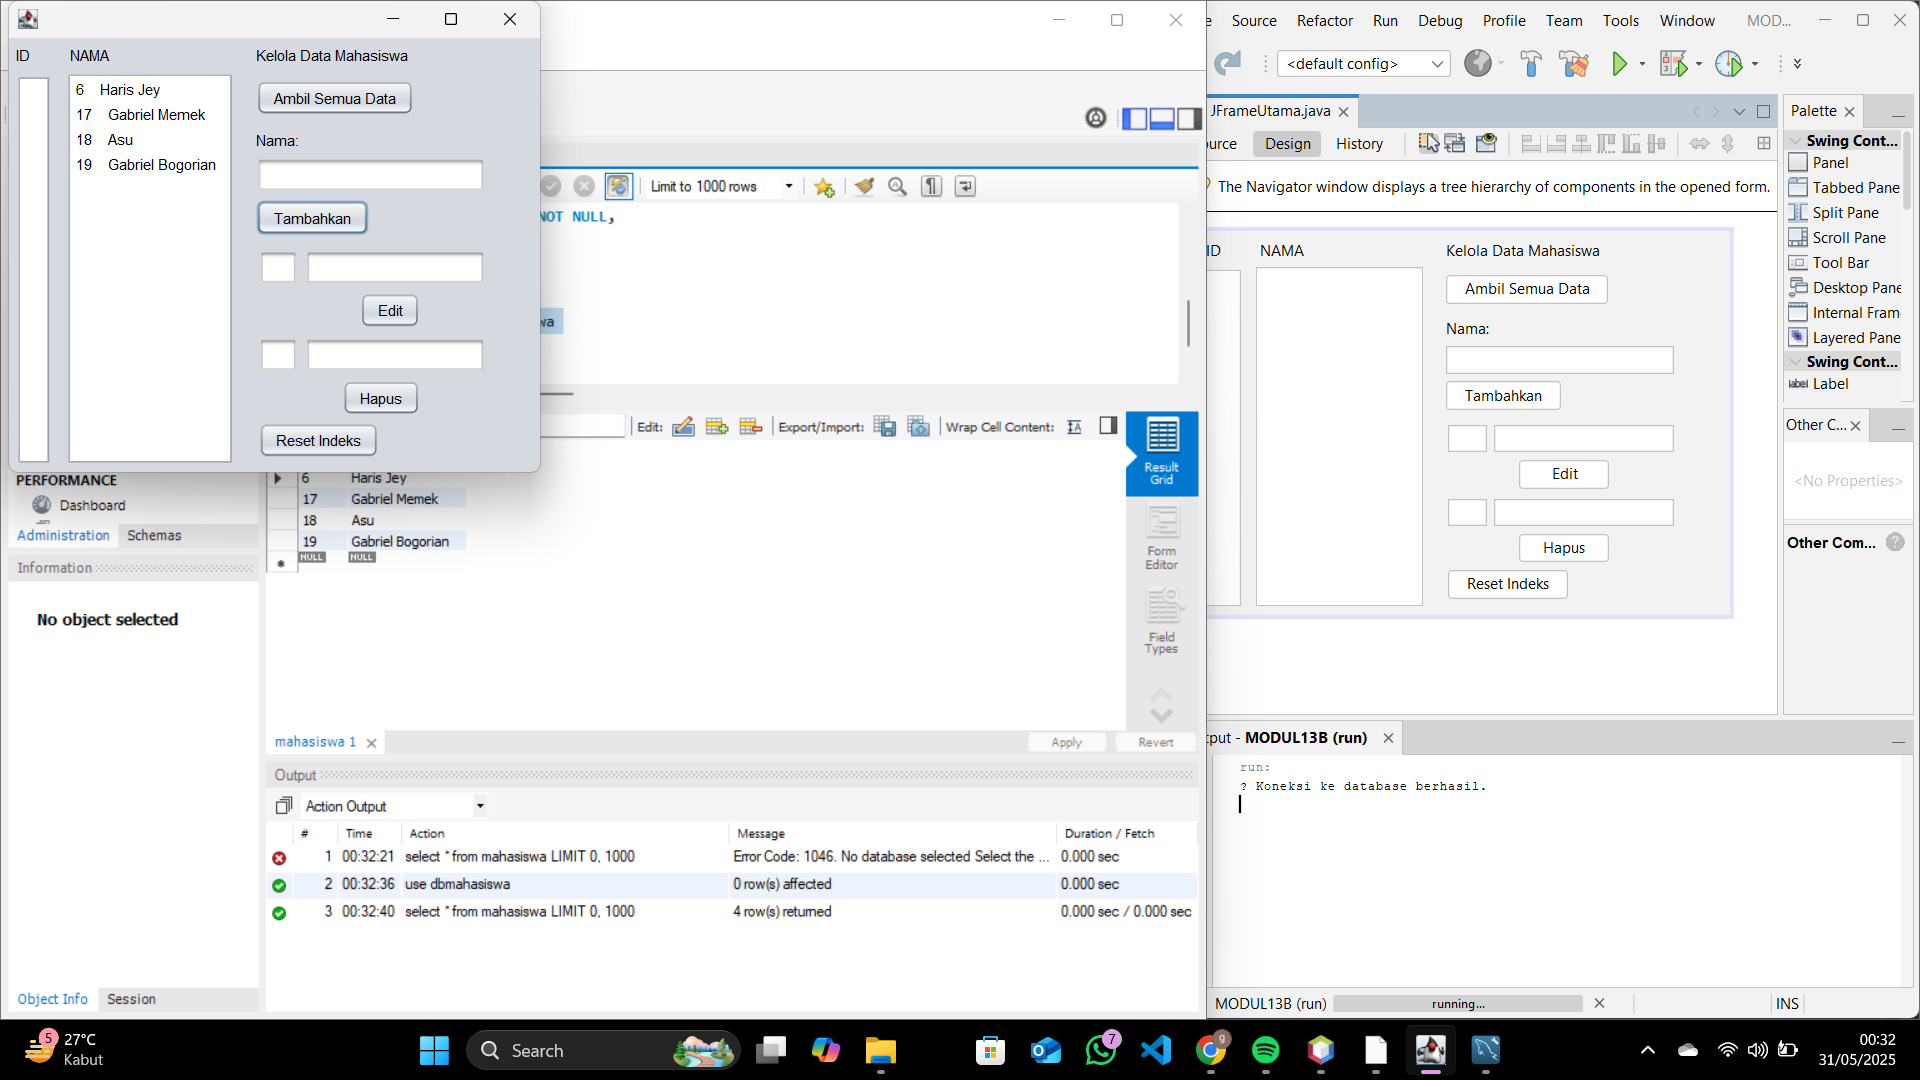 ID
NAMA
Kelola Data Mahasiswa
6 Haris Jey
17 Gabriel Memek
18 Asu
19 Gabriel Bogorian
Ambil Semua Data
Nama:
Tambahkan
Edit
Hapus
Reset Indeks
Limit to 1000 rows
NOT NULL,
Edit:
Export/Import:
Wrap Cell Content:
Result
Grid
6 Haris Jey
17 Gabriel Memek
18 Asu
19 Gabriel Bogorian
NULL NULL
Form
Editor
Field
Types
PERFORMANCE
Dashboard
Administration
Schemas
Information
No object selected
mahasiswa 1
Apply
Revert
Output
Action Output
# Time Action Message Duration / Fetch
1 00:32:21 select * from mahasiswa LIMIT 0, 1000 Error Code: 1046. No database selected Select the ... 0.000 sec
2 00:32:36 use dbmahasiswa 0 row(s) affected 0.000 sec
3 00:32:40 select * from mahasiswa LIMIT 0, 1000 4 row(s) returned 0.000 sec / 0.000 sec
Object Info
Session
Source Refactor Run Debug Profile Team Tools Window MOD...
<default config>
JFrameUtama.java
Palette
urce
Design
History
The Navigator window displays a tree hierarchy of components in the opened form.
ID
NAMA
Kelola Data Mahasiswa
Ambil Semua Data
Nama:
Tambahkan
Edit
Hapus
Reset Indeks
Swing Cont...
Panel
Tabbed Pane
Split Pane
Scroll Pane
Tool Bar
Desktop Pane
Internal Fram
Layered Pane
Swing Cont...
label Label
Other C...
<No Properties>
Other Com...
?
put - MODUL13B (run)
run:
? Koneksi ke database berhasil.
MODUL13B (run)
running...
INS
5
27°C
Kabut
Search
7
9
00:32
31/05/2025